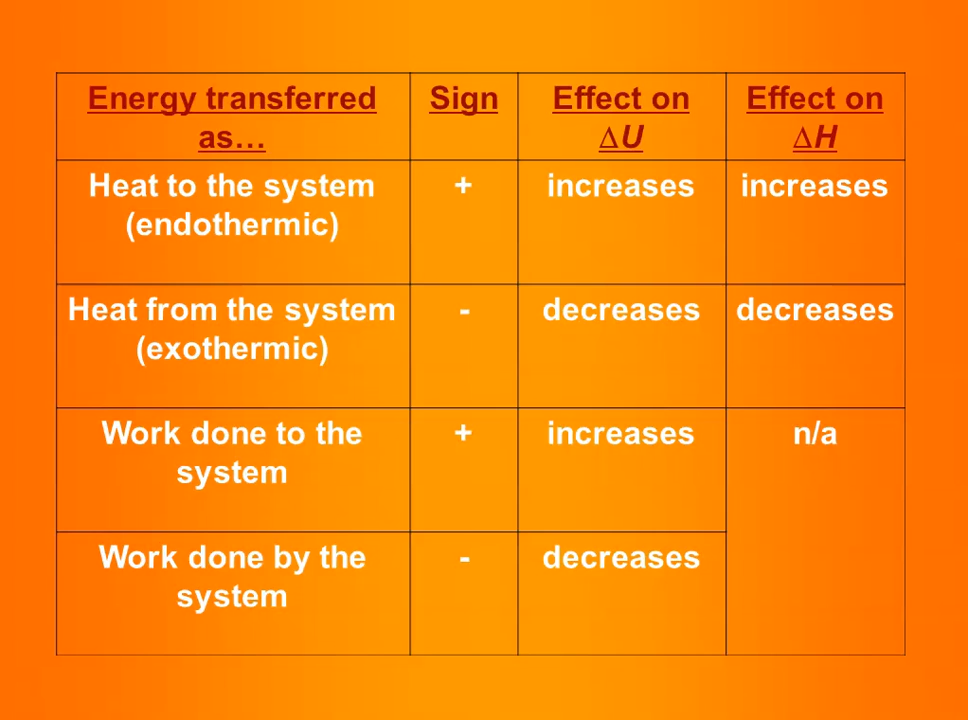 Energy transferred as…
Sign
Effect on ∆U
Effect on ∆H
Heat to the system (endothermic)
+
increases
increases
Heat from the system (exothermic)
-
decreases
decreases
Work done to the system
+
increases
n/a
Work done by the system
-
decreases